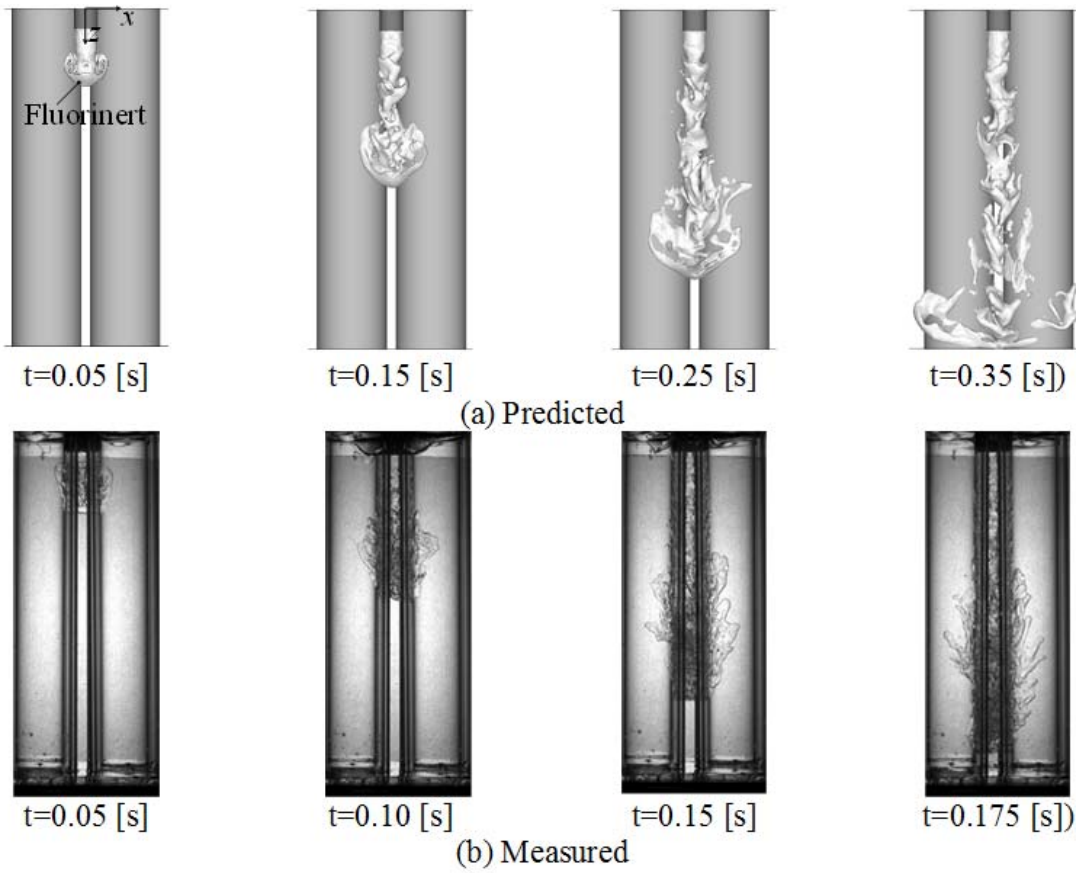 x
z
Fluorinert
t=0.05 [s]
t=0.15 [s]
t=0.25 [s]
t=0.35 [s])
(a) Predicted
t=0.05 [s]
t=0.10 [s]
t=0.15 [s]
t=0.175 [s])
(b) Measured